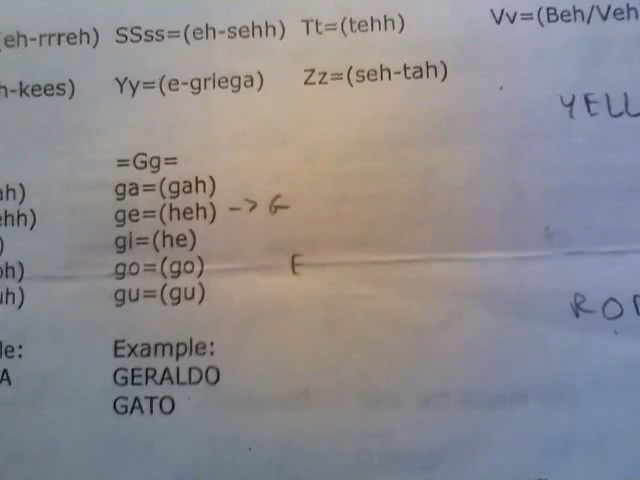 (eh-rrreh) SSss=(eh-sehh) Tt=(tehh) Vv=(Beh/Veh
h-kees) Yy=(e-griega) Zz=(seh-tah)
YELL
=Gg=
ah) ga=(gah)
ehh) ge=(heh) -> G
) gi=(he)
oh) go=(go) E
uh) gu=(gu)
RO
le: Example:
A GERALDO
GATO